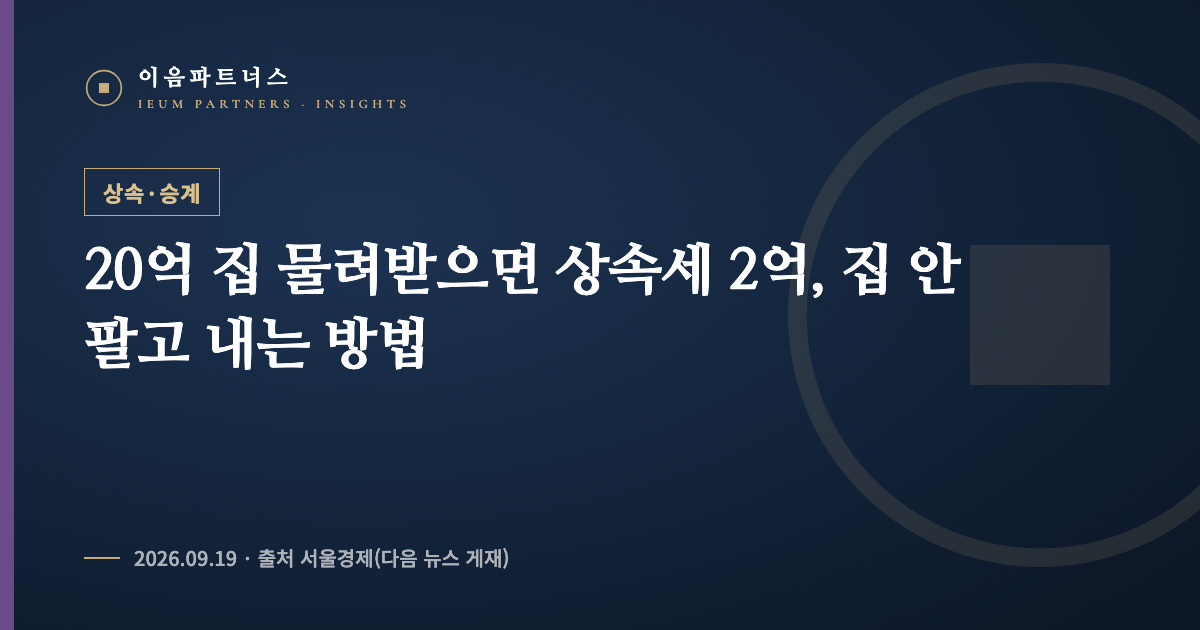 이음파트너스
IEUM PARTNERS · INSIGHTS
상속·승계
20억 집 물려받으면 상속세 2억, 집 안
팔고 내는 방법
2026.09.19 · 출처 서울경제(다음 뉴스 게재)